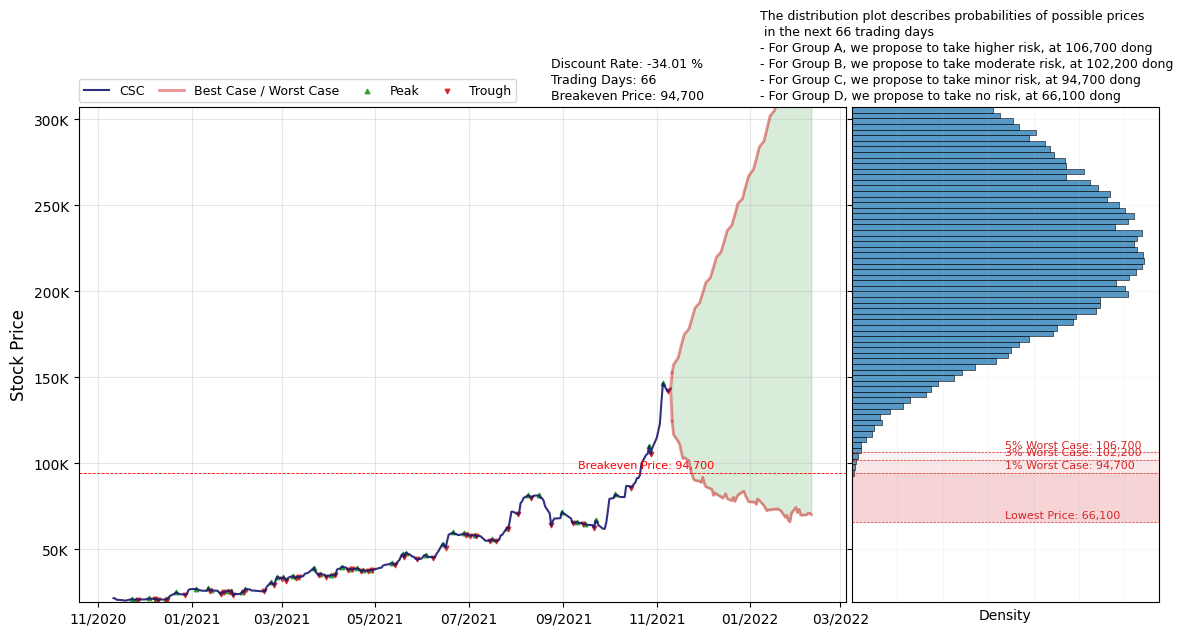 The distribution plot describes probabilities of possible prices
in the next 66 trading days
- For Group A, we propose to take higher risk, at 106,700 dong
- For Group B, we propose to take moderate risk, at 102,200 dong
- For Group C, we propose to take minor risk, at 94,700 dong
- For Group D, we propose to take no risk, at 66,100 dong
Discount Rate: -34.01 %
Trading Days: 66
Breakeven Price: 94,700
CSC
Best Case / Worst Case
Peak
Trough
Stock Price
300K
250K
200K
150K
100K
50K
Breakeven Price: 94,700
5% Worst Case: 106,700
3% Worst Case: 102,200
1% Worst Case: 94,700
Lowest Price: 66,100
11/2020
01/2021
03/2021
05/2021
07/2021
09/2021
11/2021
01/2022
03/2022
Density